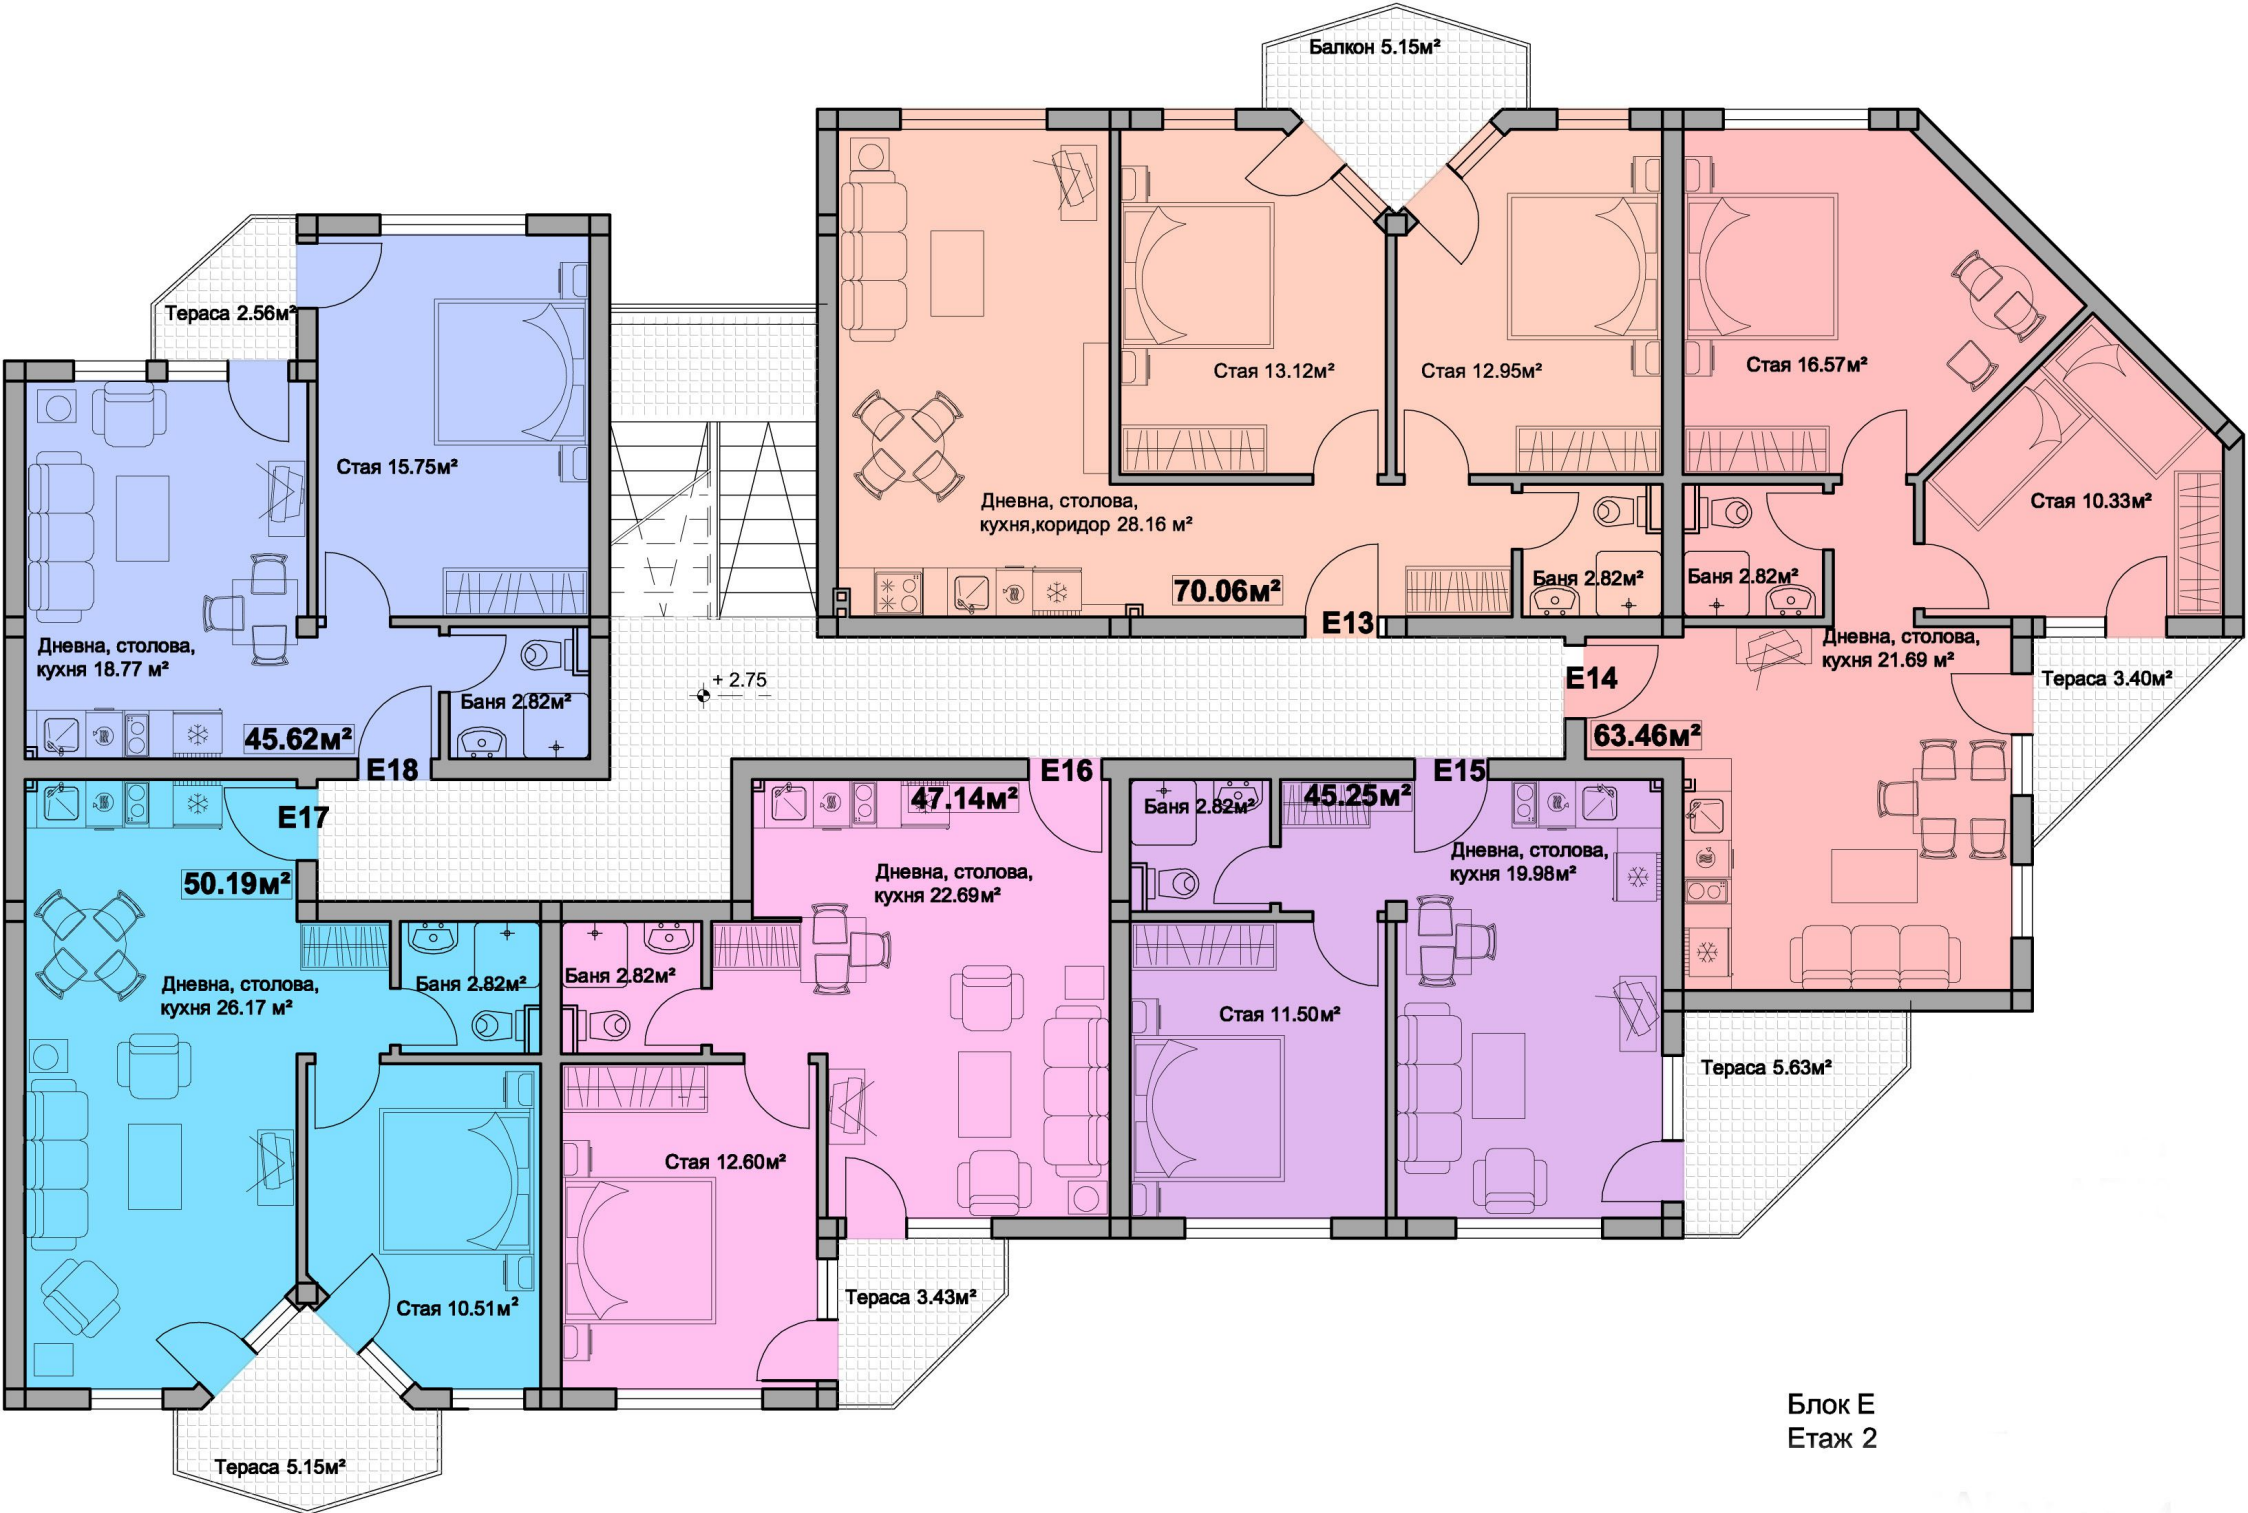 Балкон 5.15м²
Тераса 2.56м²
Стая 15.75м²
Дневна, столова,
кухня 18.77 м²
Баня 2.82м²
45.62м²
E18
Стая 13.12м²
Стая 12.95м²
Дневна, столова,
кухня,коридор 28.16 м²
70.06м²
Баня 2.82м²
E13
Стая 16.57м²
Стая 10.33м²
Баня 2.82м²
Дневна, столова,
кухня 21.69 м²
Тераса 3.40м²
E14
63.46м²
+ 2.75
E17
50.19м²
Дневна, столова,
кухня 26.17 м²
Баня 2.82м²
Стая 10.51м²
Тераса 5.15м²
E16
47.14м²
Дневна, столова,
кухня 22.69м²
Баня 2.82м²
Стая 12.60м²
Тераса 3.43м²
E15
45.25м²
Баня 2.82м²
Дневна, столова,
кухня 19.98м²
Стая 11.50м²
Тераса 5.63м²
Блок Е
Етаж 2